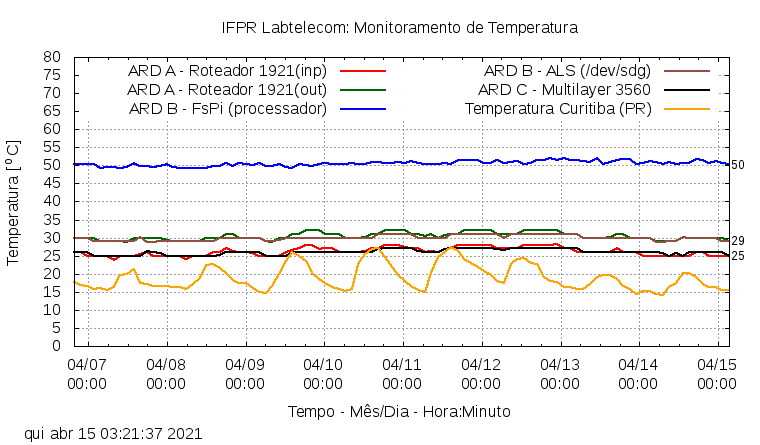 IFPR Labtelecom: Monitoramento de Temperatura
ARD A - Roteador 1921(inp)
ARD A - Roteador 1921(out)
ARD B - FsPi (processador)
ARD B - ALS (/dev/sdg)
ARD C - Multilayer 3560
Temperatura Curitiba (PR)
Temperatura [ ⁰C]
80
75
70
65
60
55
50
45
40
35
30
25
20
15
10
5
0
50
29
25
04/07 04/08 04/09 04/10 04/11 04/12 04/13 04/14 04/15
00:00 00:00 00:00 00:00 00:00 00:00 00:00 00:00 00:00
Tempo - Mês/Dia - Hora:Minuto
qui abr 15 03:21:37 2021